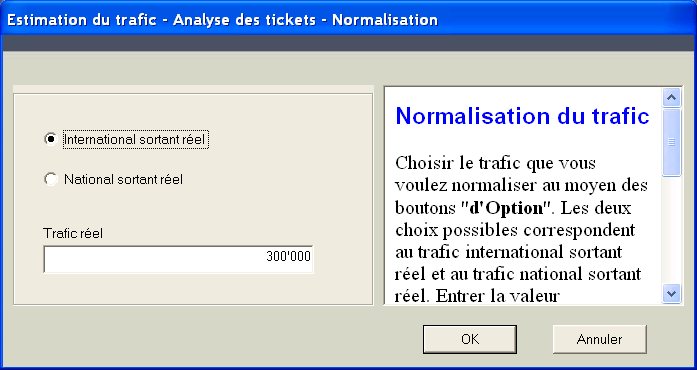 Estimation du trafic - Analyse des tickets - Normalisation
International sortant réel
National sortant réel
Trafic réel
300'000
Normalisation du trafic
Choisir le trafic que vous
voulez normaliser au moyen des
boutons "d'Option". Les deux
choix possibles correspondent
au trafic international sortant
réel et au trafic national sortant
réel. Entrer la valeur
OK
Annuler